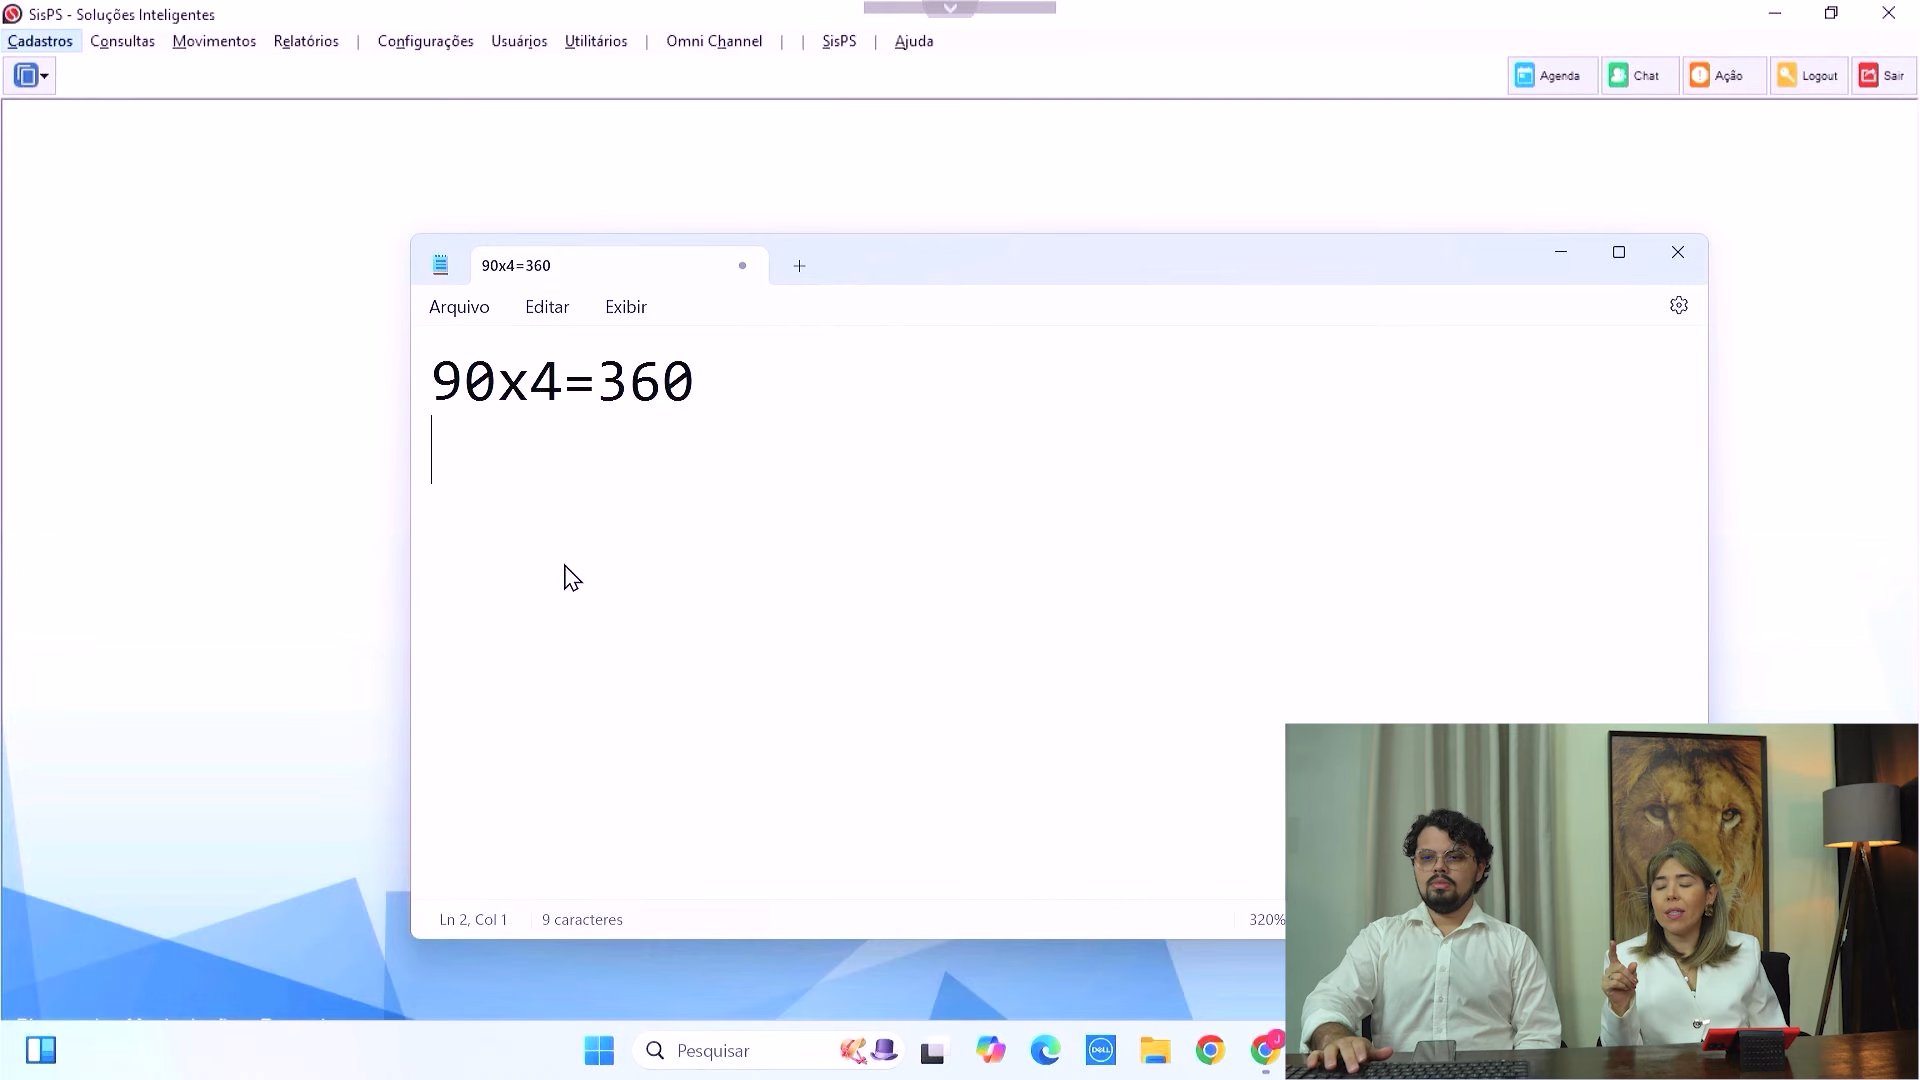 SisPS - Soluções Inteligentes
Cadastros Consultas Movimentos Relatórios | Configurações Usuários Utilitários | Omni Channel | | SisPS | Ajuda
Agenda Chat Ação Logout Sair
90x4=360
Arquivo Editar Exibir
90x4=360
Ln 2, Col 1 9 caracteres 320%
Pesquisar
DELL
J